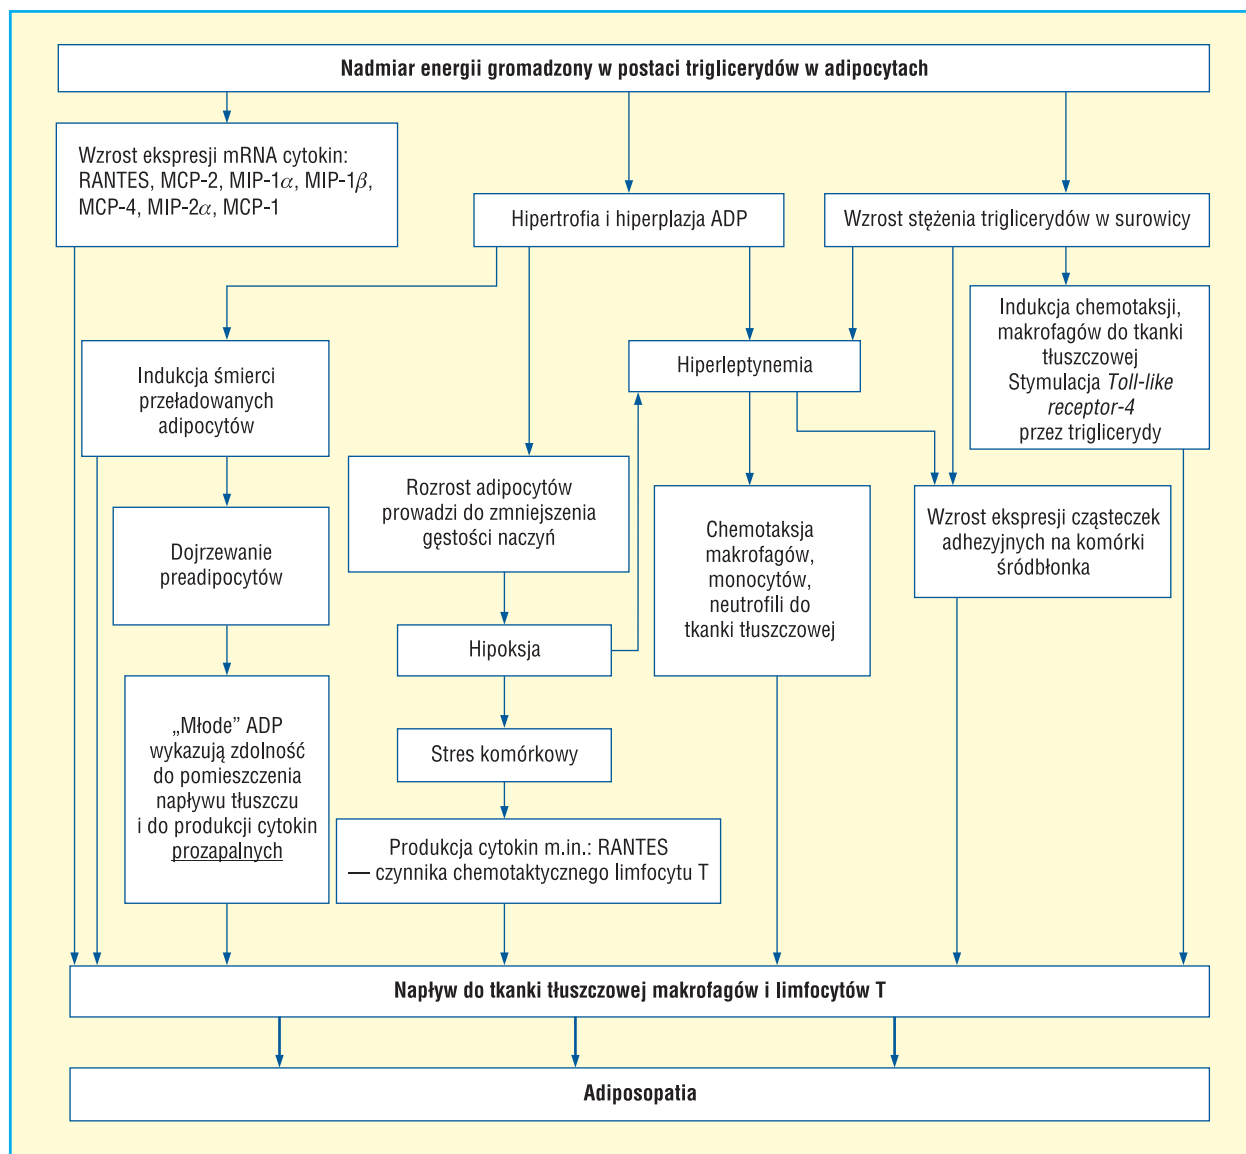 Nadmiar energii gromadzony w postaci triglicerydów w adipocytach
Wzrost ekspresji mRNA cytokin:
RANTES, MCP-2, MIP-1α, MIP-1β,
MCP-4, MIP-2α, MCP-1
Hipertrofia i hiperplazja ADP
Wzrost stężenia triglicerydów w surowicy
Indukcja śmierci
przeładowanych
adipocytów
Hiperleptynemia
Indukcja chemotaksji,
makrofagów do tkanki
tłuszczowej
Stymulacja Toll-like
receptor-4
przez triglicerydy
Rozrost adipocytów
prowadzi do zmniejszenia
gęstości naczyń
Dojrzewanie
preadipocytów
Chemotaksja
makrofagów,
monocytów,
neutrofili do
tkanki tłuszczowej
Wzrost ekspresji cząsteczek
adhezyjnych na komórki
śródbłonka
Hipoksja
„Młode” ADP
wykazują zdolność
do pomieszczenia
napływu tłuszczu
i do produkcji cytokin
prozapalnych
Stres komórkowy
Produkcja cytokin m.in.: RANTES
— czynnika chemotaktycznego limfocytu T
Napływ do tkanki tłuszczowej makrofagów i limfocytów T
Adiposopatia